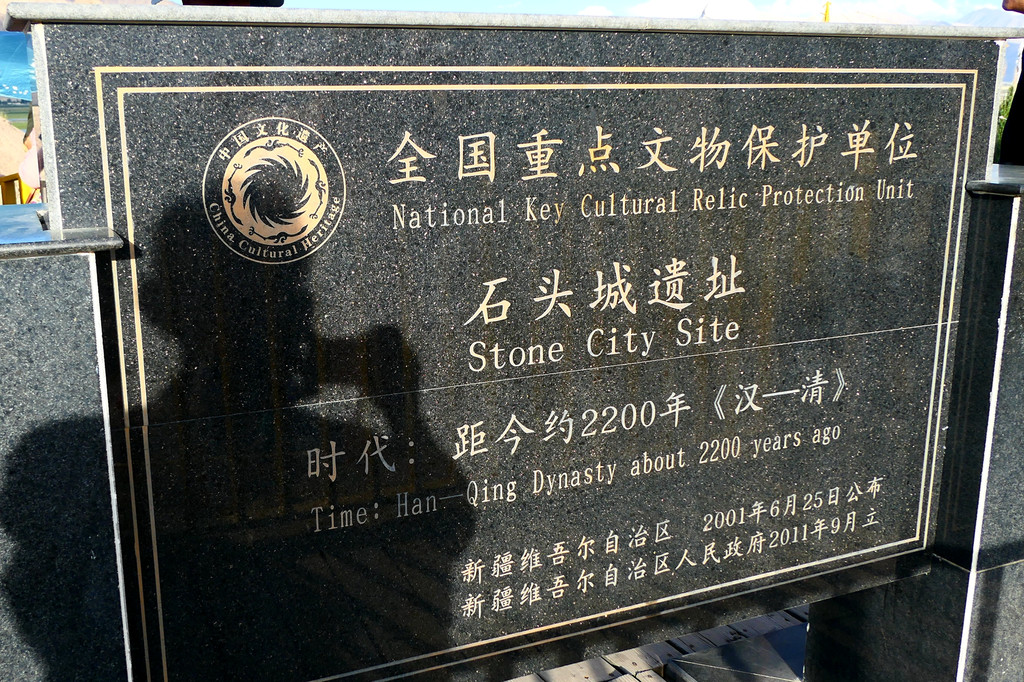 中国文化遗产
China Cultural Heritage
全国重点文物保护单位
National Key Cultural Relic Protection Unit
石头城遗址
Stone City Site
时代：距今约2200年《汉—清》
Time: Han—Qing Dynasty about 2200 years ago
新疆维吾尔自治区 2001年6月25日公布
新疆维吾尔自治区人民政府2011年9月立